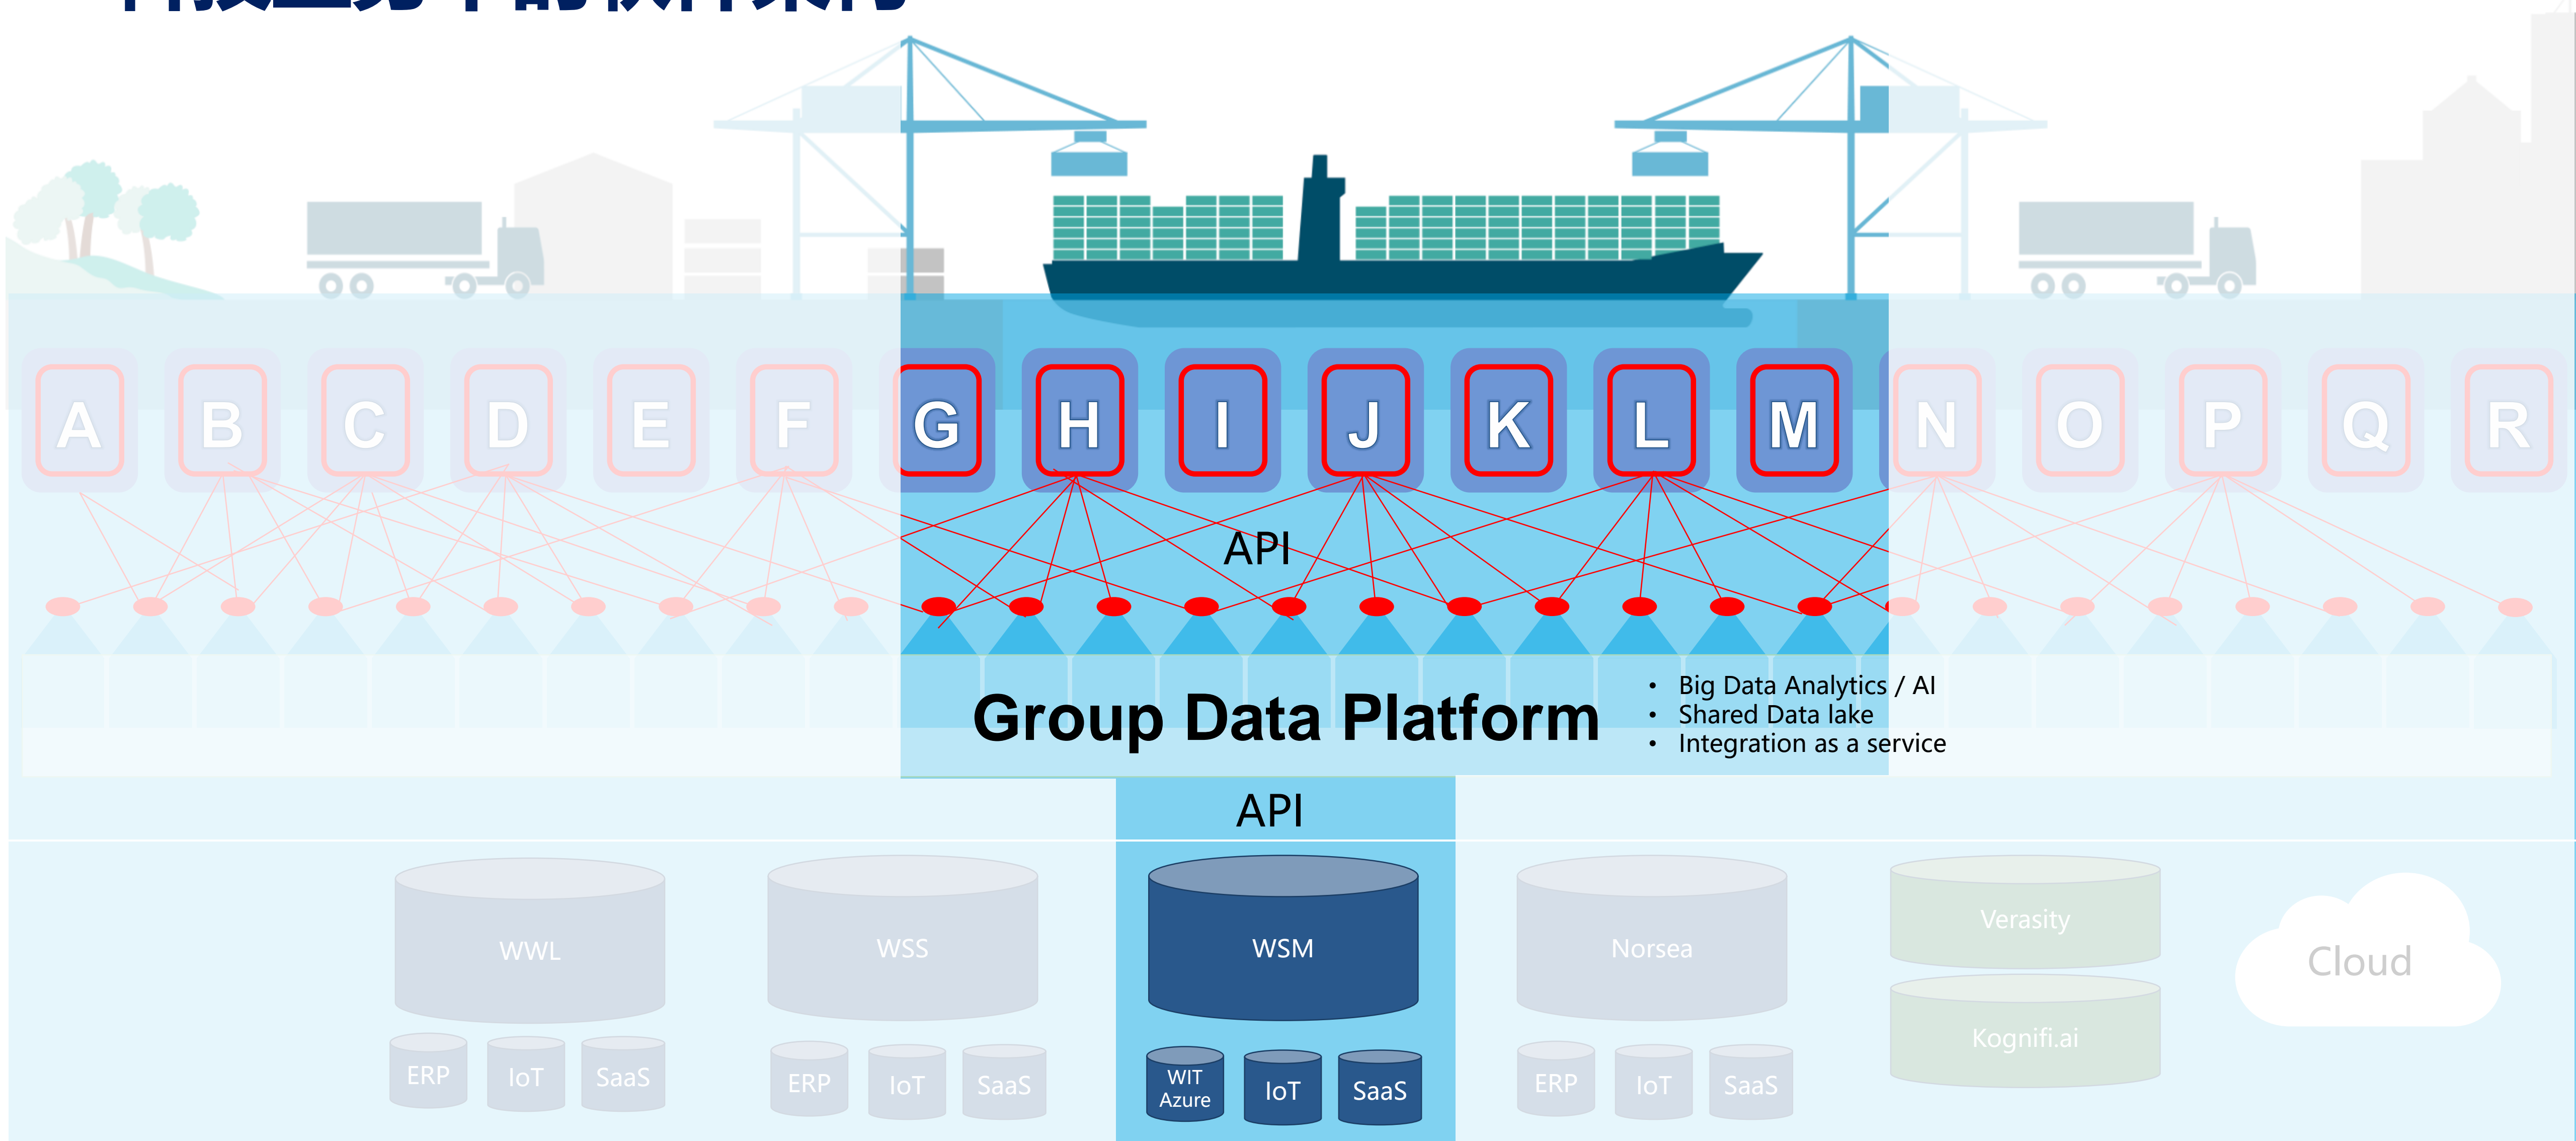 A B C D E F G H I J K L M N O P Q R
API
Group Data Platform
• Big Data Analytics / AI
• Shared Data lake
• Integration as a service
API
WWL
WSS
WSM
Norsea
Verasity
Kognifi.ai
Cloud
ERP
IoT
SaaS
ERP
IoT
SaaS
WIT
Azure
IoT
SaaS
ERP
IoT
SaaS